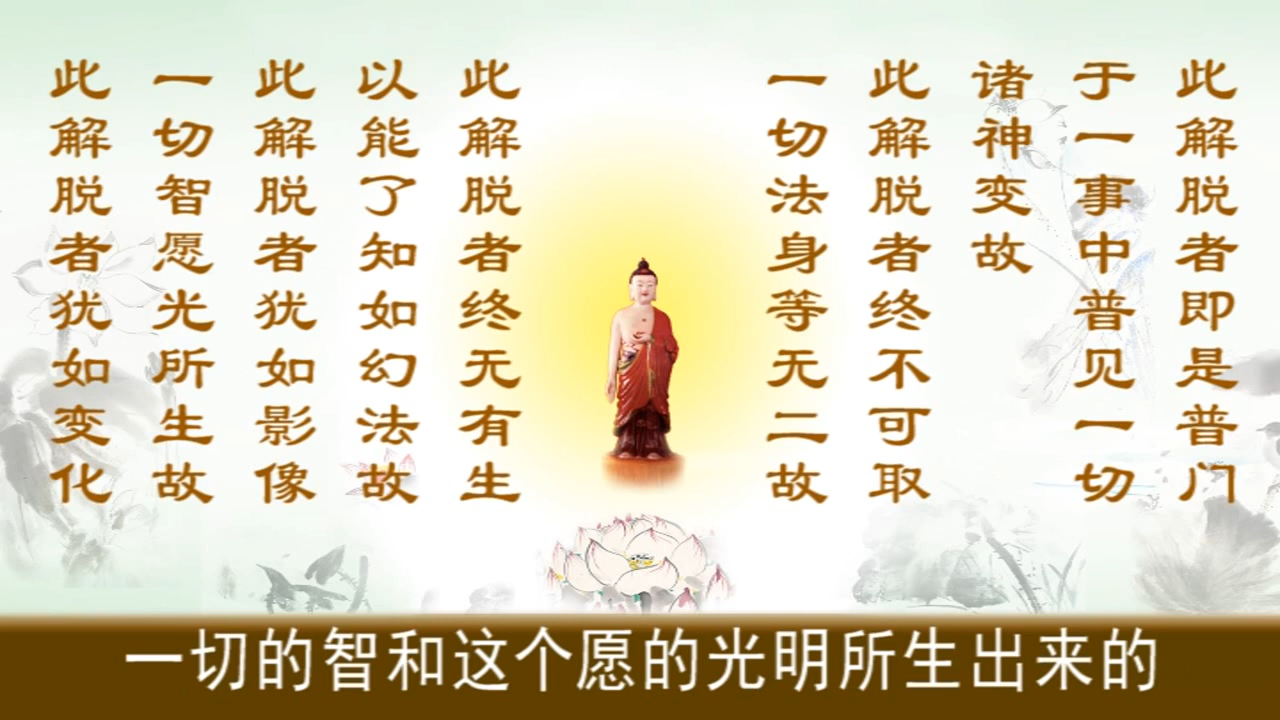 此解脱者即是普门
于一事中普见一切
诸神变故
此解脱者终不可取
一切法身等无二故
此解脱者终无有生
以能了知如幻法故
此解脱者犹如影像
一切智愿光所生故
此解脱者犹如变化
一切的智和这个愿的光明所生出来的